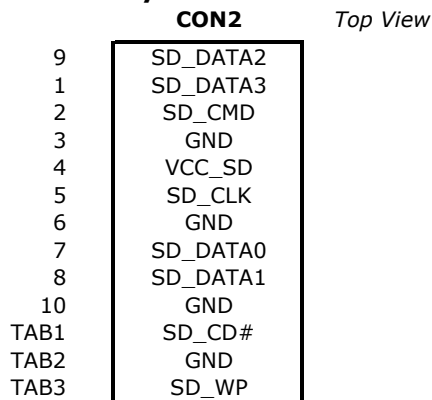 CON2 Top View
9 SD_DATA2
1 SD_DATA3
2 SD_CMD
3 GND
4 VCC_SD
5 SD_CLK
6 GND
7 SD_DATA0
8 SD_DATA1
10 GND
TAB1 SD_CD#
TAB2 GND
TAB3 SD_WP